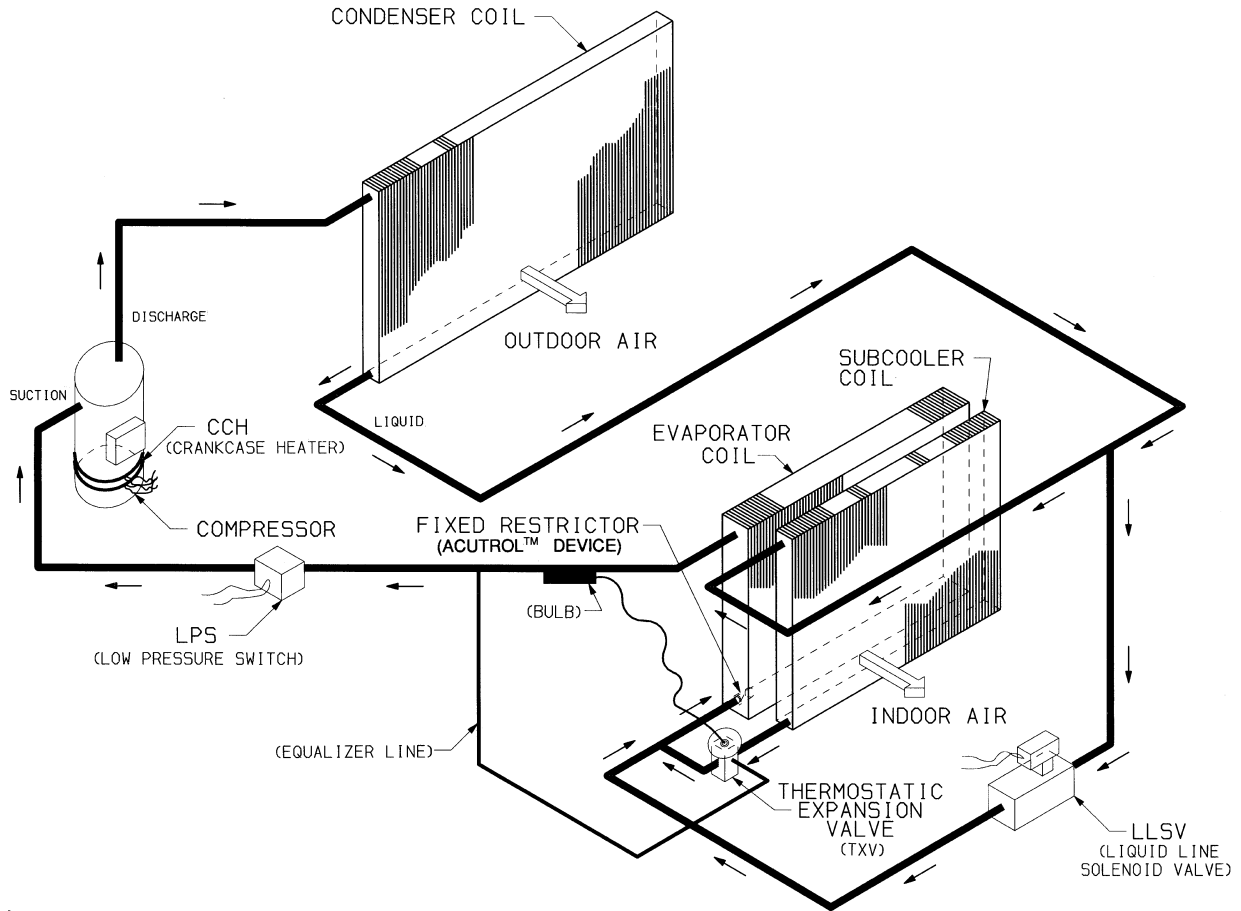 CONDENSER COIL
OUTDOOR AIR
DISCHARGE
SUBCOOLER
COIL
SUCTION
CCH
(CRANKCASE HEATER)
LIQUID
EVAPORATOR
COIL
COMPRESSOR
FIXED RESTRICTOR
(ACUTROL™ DEVICE)
(BULB)
LPS
(LOW PRESSURE SWITCH)
INDOOR AIR
(EQUALIZER LINE)
THERMOSTATIC
EXPANSION
VALVE
(TXV)
LLSV
(LIQUID LINE
SOLENOID VALVE)